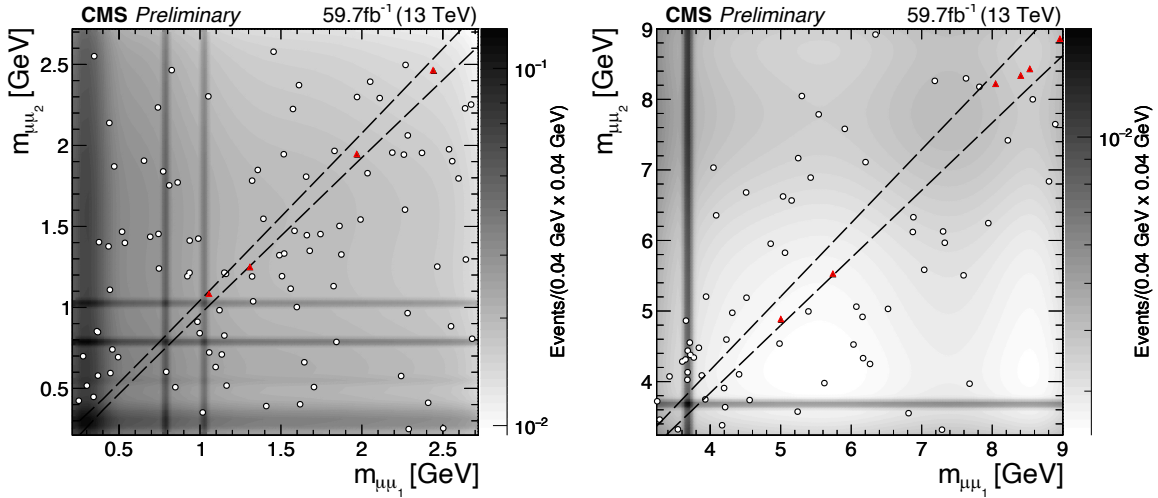 CMS Preliminary 59.7fb⁻¹ (13 TeV)
m_μμ₂ [GeV]
2.5
2
1.5
1
0.5
0.5 1 1.5 2 2.5
m_μμ₁ [GeV]
10⁻¹
10⁻²
Events/(0.04 GeV x 0.04 GeV)
CMS Preliminary 59.7fb⁻¹ (13 TeV)
m_μμ₂ [GeV]
9
8
7
6
5
4
4 5 6 7 8 9
m_μμ₁ [GeV]
10⁻²
Events/(0.04 GeV x 0.04 GeV)